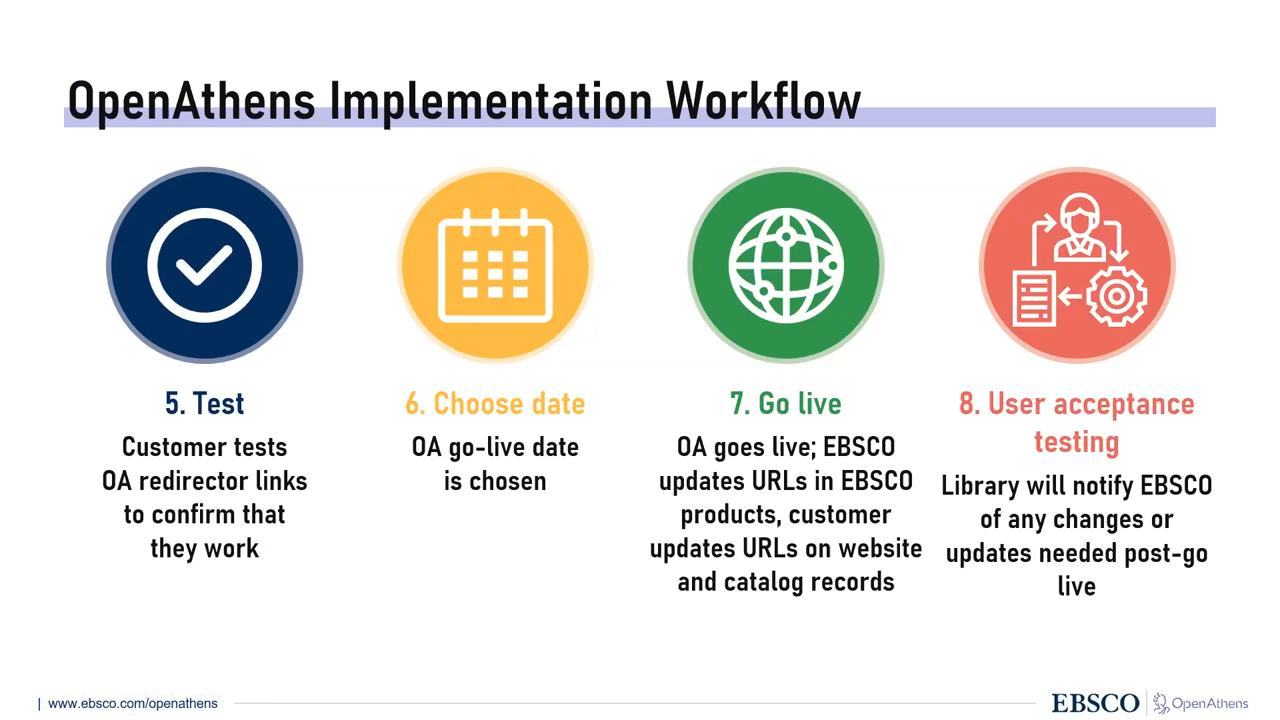 OpenAthens Implementation Workflow
5. Test
Customer tests
OA redirector links
to confirm that
they work
6. Choose date
OA go-live date
is chosen
7. Go live
OA goes live; EBSCO
updates URLs in EBSCO
products, customer
updates URLs on website
and catalog records
8. User acceptance
testing
Library will notify EBSCO
of any changes or
updates needed post-go
live
| www.ebsco.com/openathens
EBSCO
OpenAthens